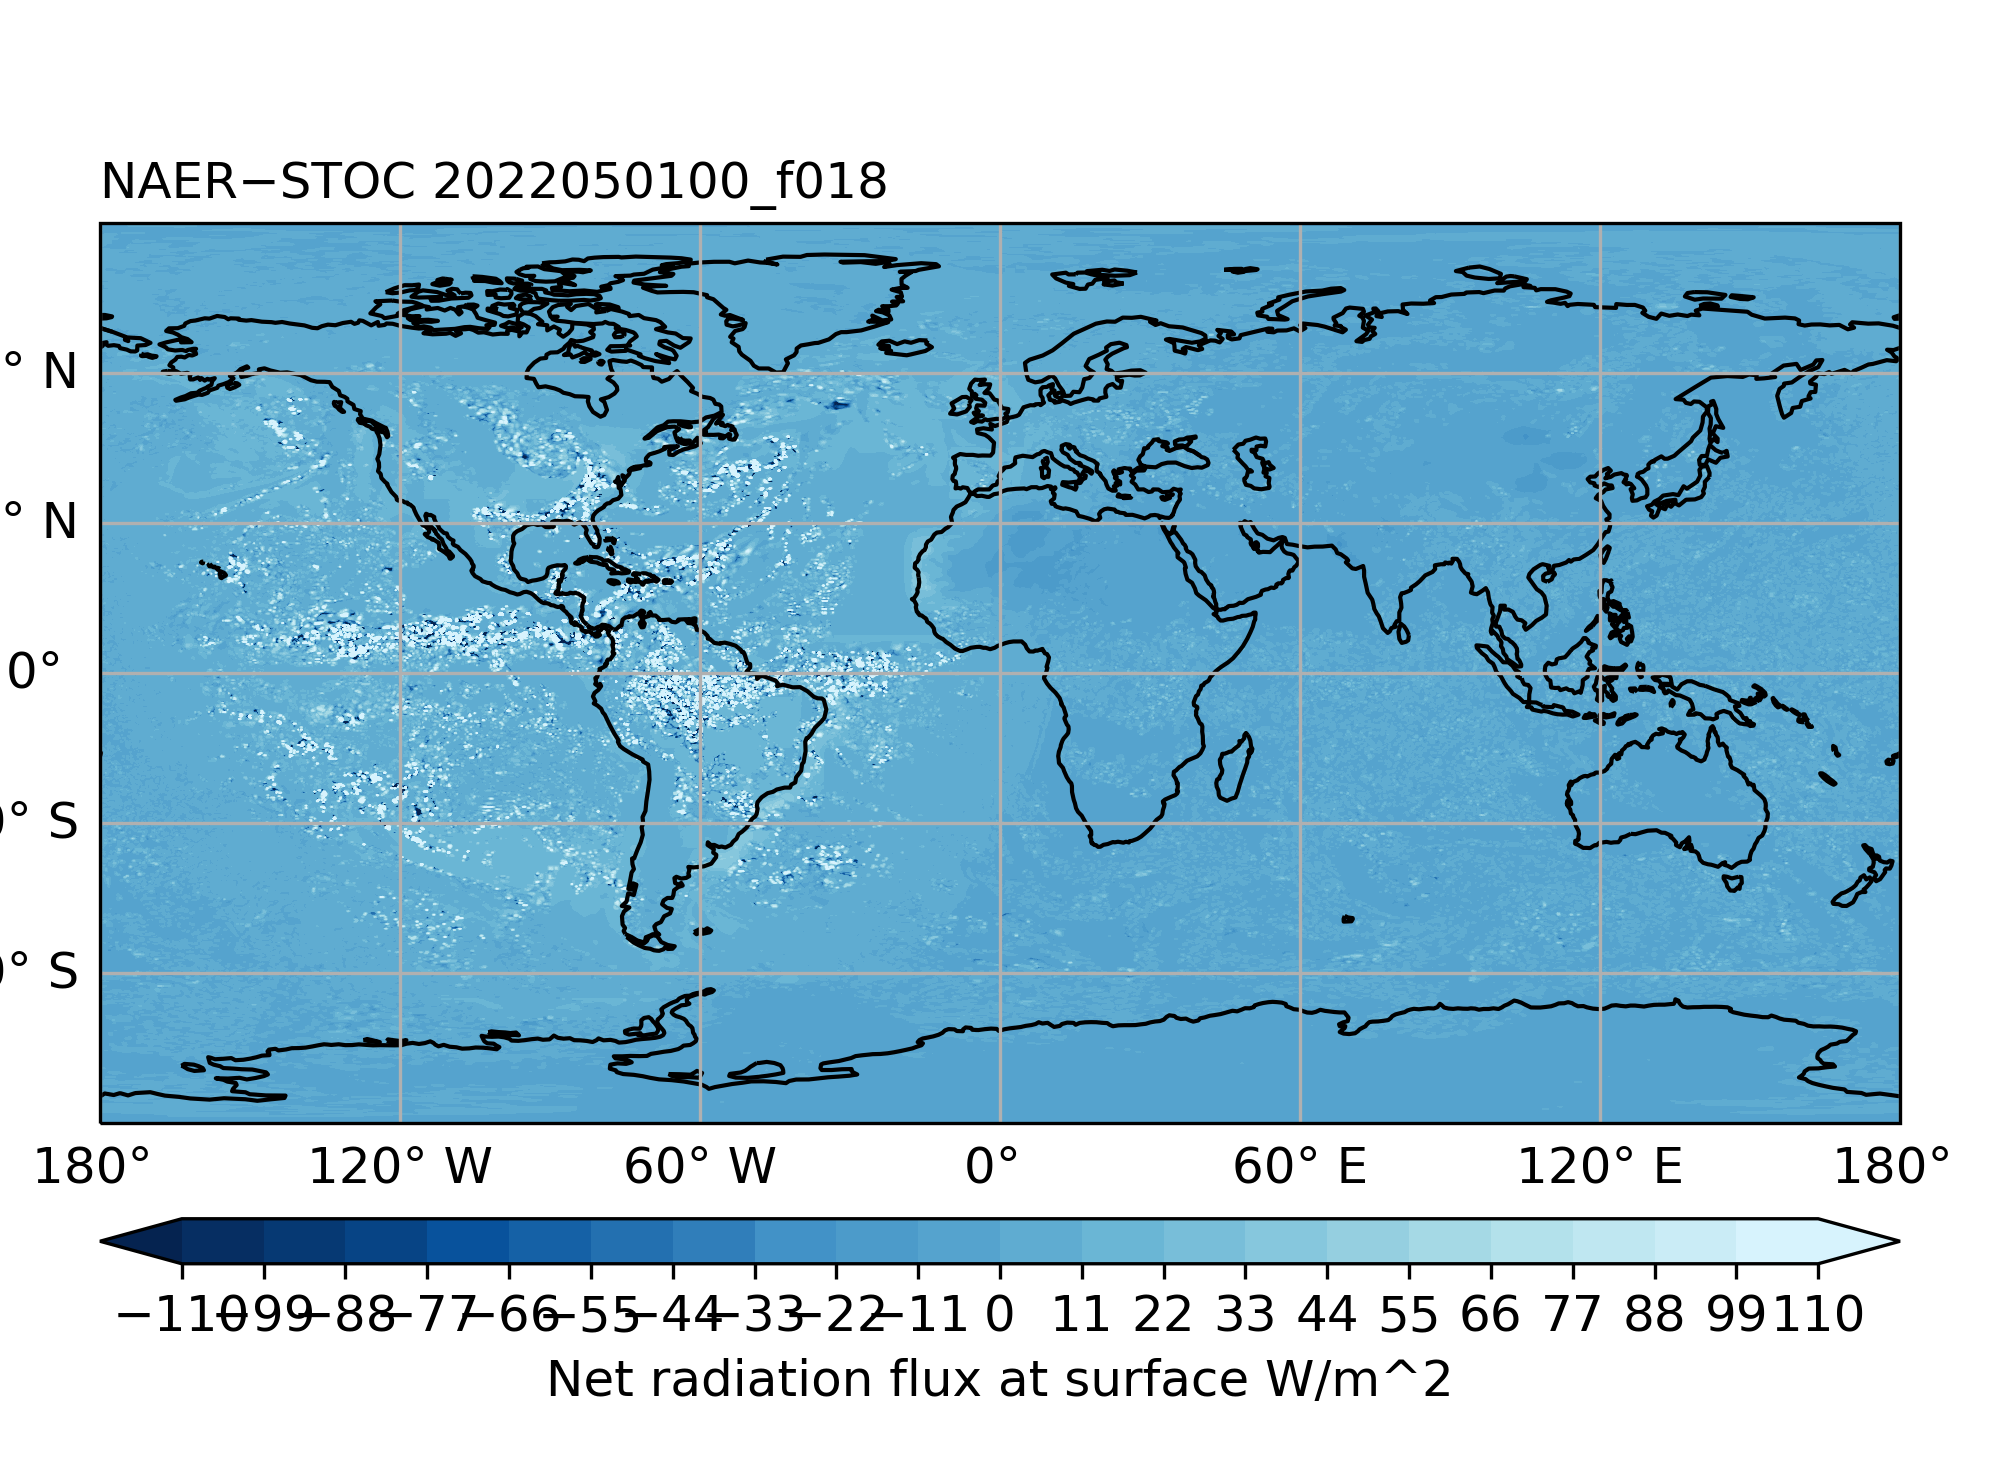 NAER−STOC 2022050100_f018
° N
° N
0°
0° S
0° S
180° 120° W 60° W 0° 60° E 120° E 180°
−110 −99 −88 −77 −66 −55 −44 −33 −22 −11 0 11 22 33 44 55 66 77 88 99 110
Net radiation flux at surface W/m^2